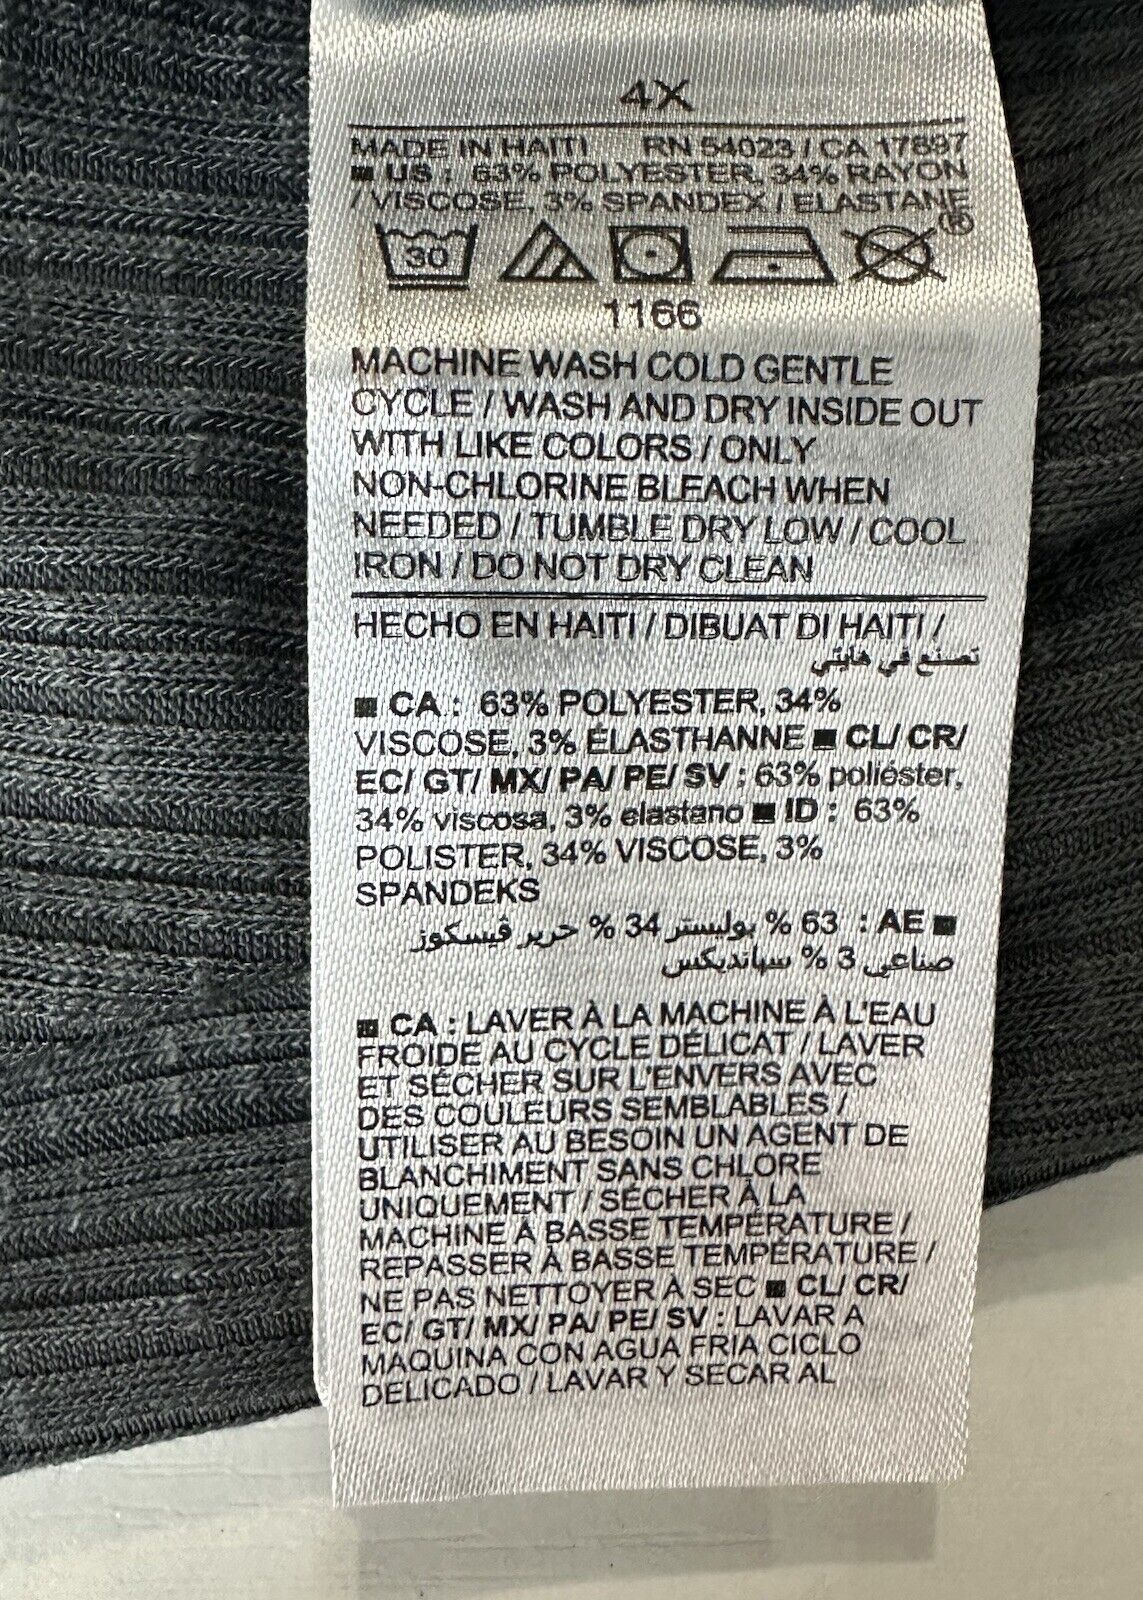 4X
MADE IN HAITI RN 54023 / CA 17897
■ US : 63% POLYESTER, 34% RAYON
/ VISCOSE, 3% SPANDEX / ELASTANE
30 ®
1166
MACHINE WASH COLD GENTLE
CYCLE / WASH AND DRY INSIDE OUT
WITH LIKE COLORS / ONLY
NON-CHLORINE BLEACH WHEN
NEEDED / TUMBLE DRY LOW / COOL
IRON / DO NOT DRY CLEAN
HECHO EN HAITI / DIBUAT DI HAITI /
تصنع في هايتي
■ CA : 63% POLYESTER, 34%
VISCOSE, 3% ÉLASTHANNE ■ CL/ CR/
EC/ GT/ MX/ PA/ PE/ SV : 63% poliéster,
34% viscosa, 3% elastano ■ ID : 63%
POLISTER, 34% VISCOSE, 3%
SPANDEKS
■ AE : 63 % بوليستر 34 % حرير ڤيسكوز
صناعي 3 % سباندیکس
■ CA : LAVER À LA MACHINE À L'EAU
FROIDE AU CYCLE DÉLICAT / LAVER
ET SÉCHER SUR L'ENVERS AVEC
DES COULEURS SEMBLABLES /
UTILISER AU BESOIN UN AGENT DE
BLANCHIMENT SANS CHLORE
UNIQUEMENT / SÉCHER À LA
MACHINE À BASSE TEMPÉRATURE /
REPASSER À BASSE TEMPÉRATURE /
NE PAS NETTOYER À SEC ■ CL/ CR/
EC/ GT/ MX/ PA/ PE/ SV : LAVAR A
MAQUINA CON AGUA FRIA CICLO
DELICADO / LAVAR Y SECAR AL